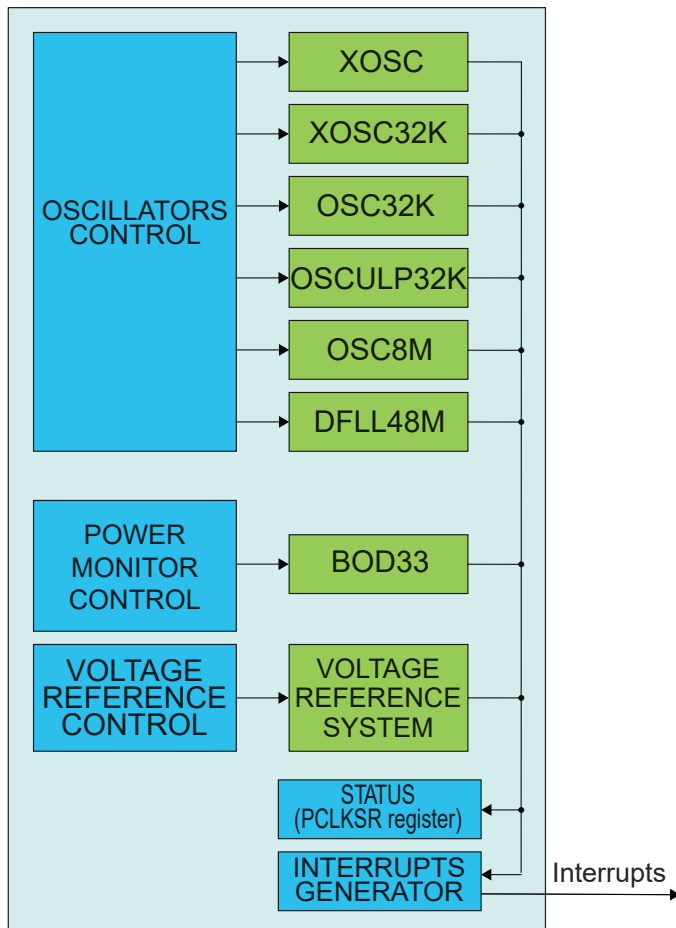 OSCILLATORS
CONTROL
XOSC
XOSC32K
OSC32K
OSCULP32K
OSC8M
DFLL48M
POWER
MONITOR
CONTROL
BOD33
VOLTAGE
REFERENCE
CONTROL
VOLTAGE
REFERENCE
SYSTEM
STATUS
(PCLKSR register)
INTERRUPTS
GENERATOR
Interrupts